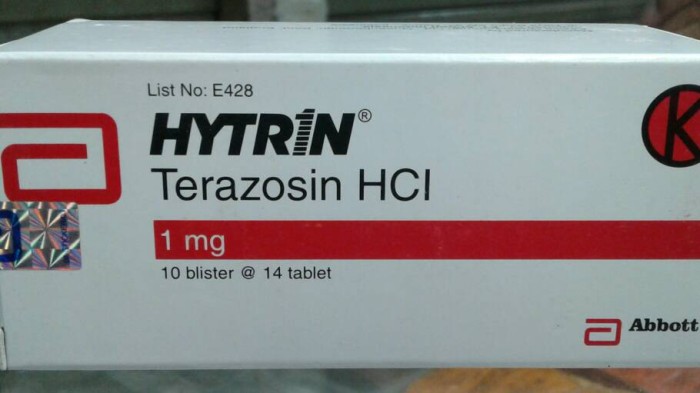 List No: E428
HYTRIN®
Terazosin HCl
1 mg
10 blister @ 14 tablet
K
Abbott